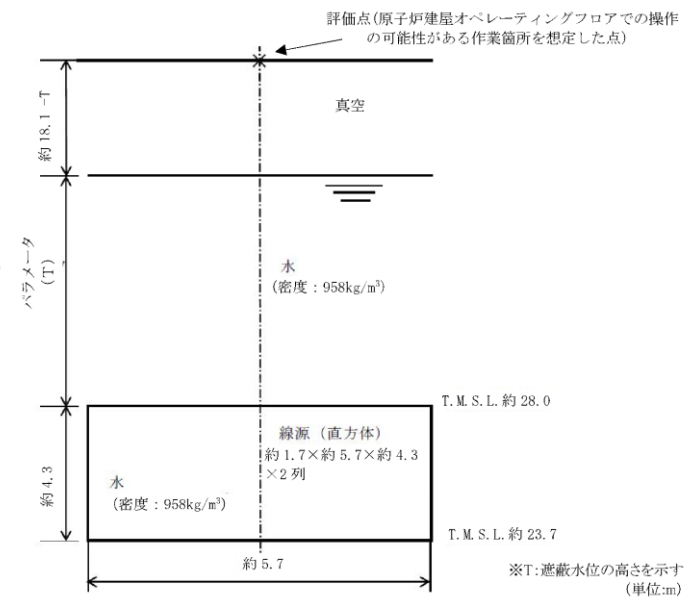 評価点(原子炉建屋オペレーティングフロアでの操作
の可能性がある作業箇所を想定した点)
約18.1-T
真空
パラメータ
(T)
水
(密度：958kg/m³)
T.M.S.L.約28.0
線源（直方体）
約1.7×約5.7×約4.3
×2列
水
(密度：958kg/m³)
約4.3
T.M.S.L.約23.7
約5.7
※T:遮蔽水位の高さを示す
(単位:m)